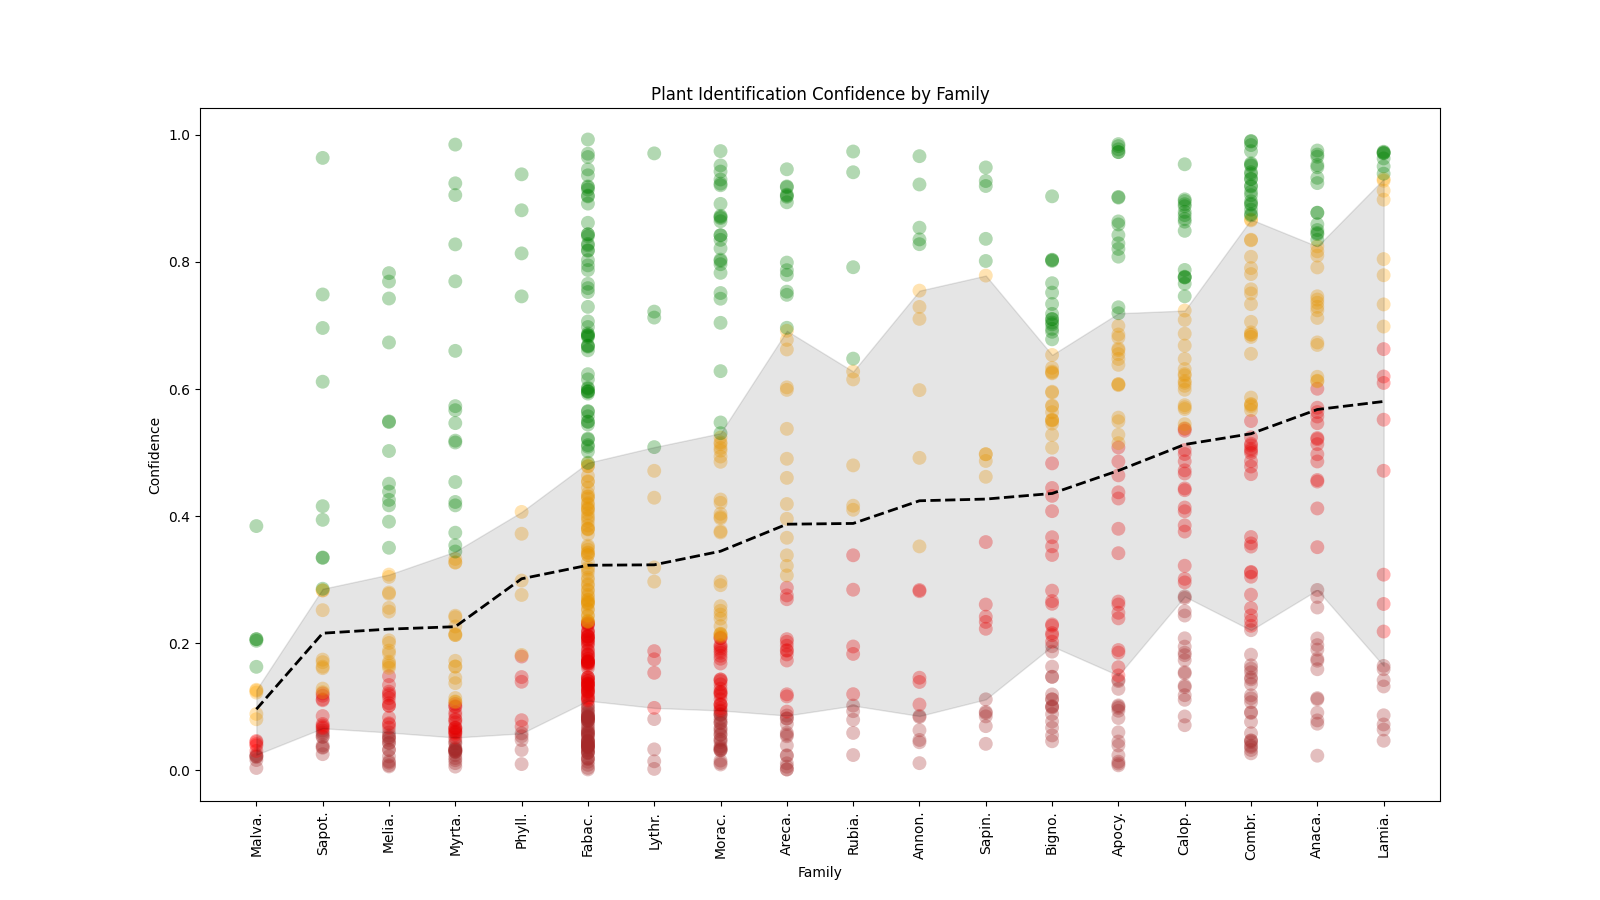 Plant Identification Confidence by Family
Confidence
1.0
0.8
0.6
0.4
0.2
0.0
Malva.
Sapot.
Melia.
Myrta.
Phyll.
Fabac.
Lythr.
Morac.
Areca.
Rubia.
Annon.
Sapin.
Bigno.
Apocy.
Calop.
Combr.
Anaca.
Lamia.
Family